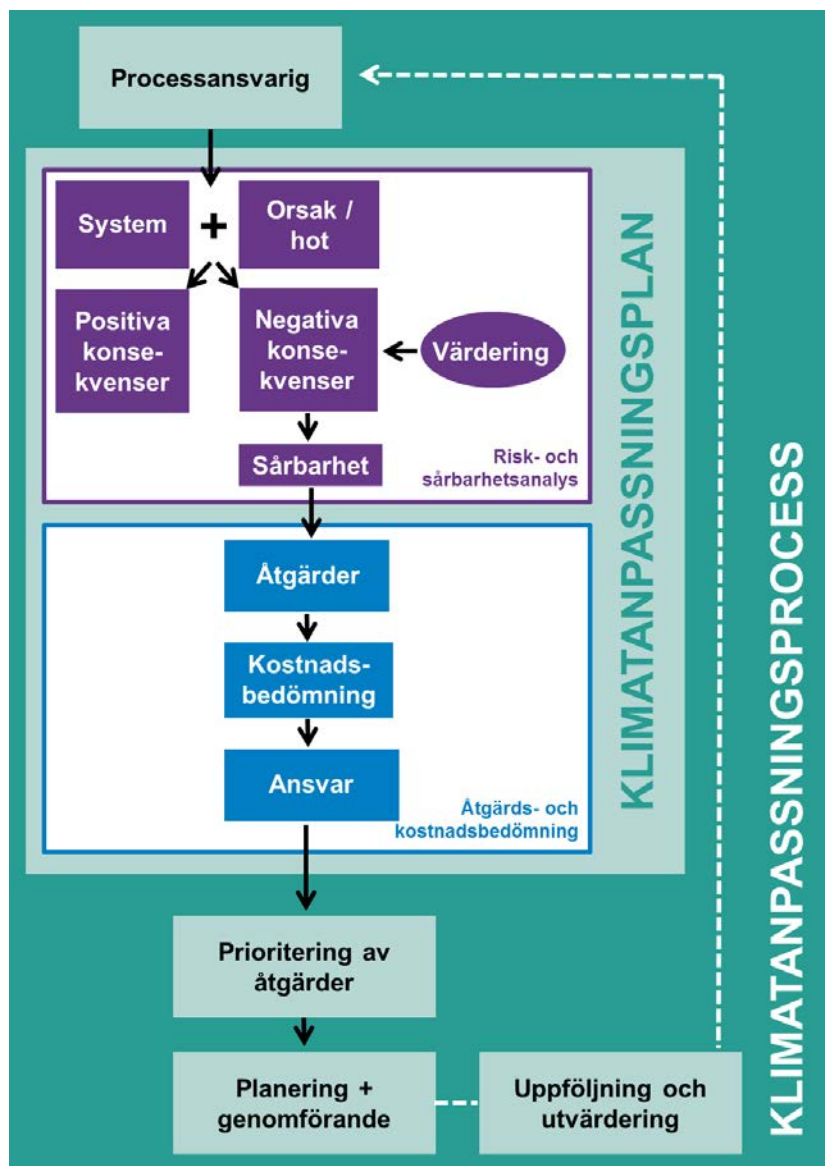 Processansvarig
System
+
Orsak /
hot
Positiva
konse-
kvenser
Negativa
konse-
kvenser
Värdering
Sårbarhet
Risk- och
sårbarhetsanalys
Åtgärder
Kostnads-
bedömning
Ansvar
Åtgärds- och
kostnadsbedömning
KLIMATANPASSNINGSPLAN
Prioritering av
åtgärder
Planering +
genomförande
Uppföljning och
utvärdering
KLIMATANPASSNINGSPROCESS